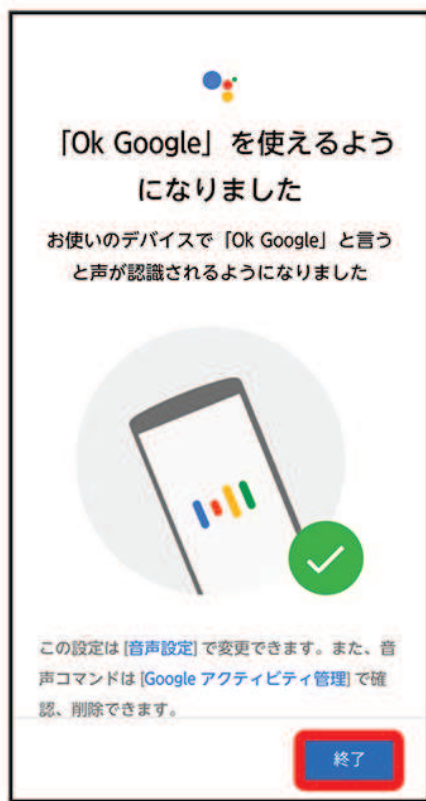 「Ok Google」を使えるよう
になりました
お使いのデバイスで「Ok Google」と言う
と声が認識されるようになりました
この設定は [音声設定] で変更できます。また、音
声コマンドは [Google アクティビティ管理] で確
認、削除できます。
終了